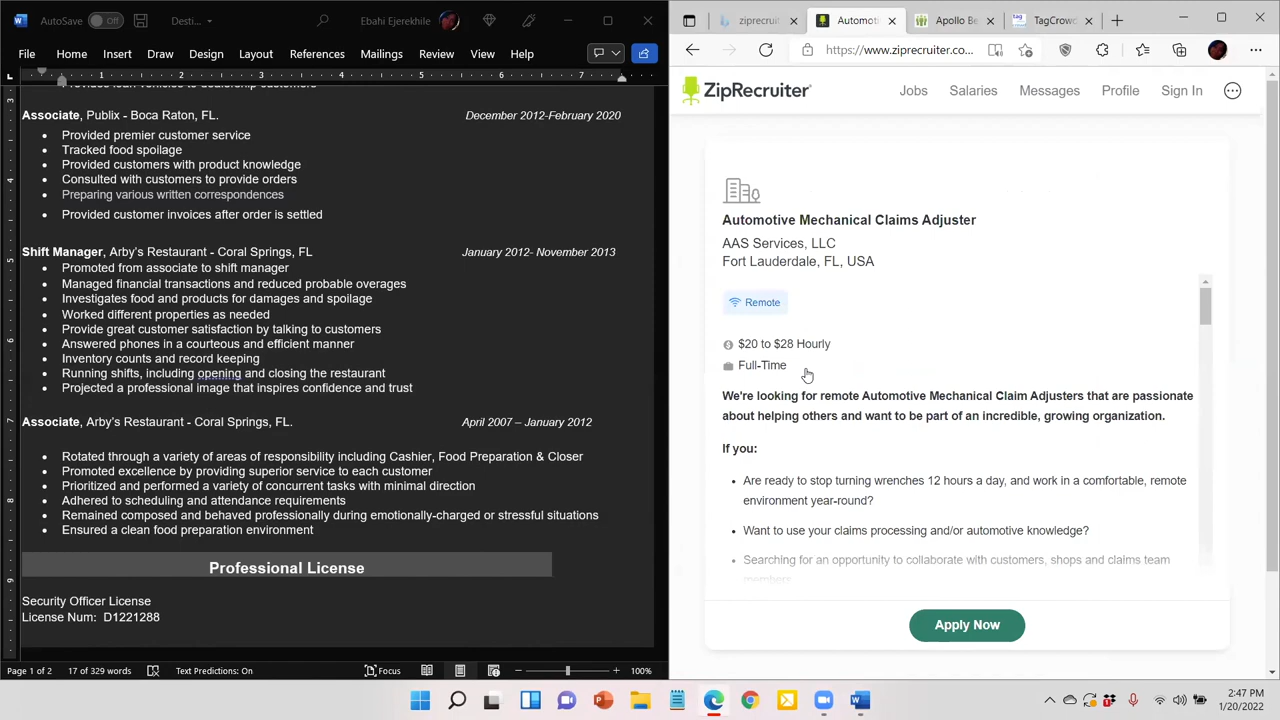 AutoSave Off Desti... Ebahi Ejerekhile
File Home Insert Draw Design Layout References Mailings Review View Help
1 2 3 4 5 6 7
Associate, Publix - Boca Raton, FL. December 2012-February 2020
• Provided premier customer service
• Tracked food spoilage
• Provided customers with product knowledge
• Consulted with customers to provide orders
• Preparing various written correspondences
• Provided customer invoices after order is settled
Shift Manager, Arby's Restaurant - Coral Springs, FL January 2012- November 2013
• Promoted from associate to shift manager
• Managed financial transactions and reduced probable overages
• Investigates food and products for damages and spoilage
• Worked different properties as needed
• Provide great customer satisfaction by talking to customers
• Answered phones in a courteous and efficient manner
• Inventory counts and record keeping
• Running shifts, including opening and closing the restaurant
• Projected a professional image that inspires confidence and trust
Associate, Arby's Restaurant - Coral Springs, FL. April 2007 – January 2012
• Rotated through a variety of areas of responsibility including Cashier, Food Preparation & Closer
• Promoted excellence by providing superior service to each customer
• Prioritized and performed a variety of concurrent tasks with minimal direction
• Adhered to scheduling and attendance requirements
• Remained composed and behaved professionally during emotionally-charged or stressful situations
• Ensured a clean food preparation environment
Professional License
Security Officer License
License Num: D1221288
Page 1 of 2 17 of 329 words Text Predictions: On Focus 100%
ziprecruit Automoti Apollo Be TagCrowd
https://www.ziprecruiter.co...
ZipRecruiter Jobs Salaries Messages Profile Sign In
Automotive Mechanical Claims Adjuster
AAS Services, LLC
Fort Lauderdale, FL, USA
Remote
$20 to $28 Hourly
Full-Time
We're looking for remote Automotive Mechanical Claim Adjusters that are passionate
about helping others and want to be part of an incredible, growing organization.
If you:
• Are ready to stop turning wrenches 12 hours a day, and work in a comfortable, remote
environment year-round?
• Want to use your claims processing and/or automotive knowledge?
• Searching for an opportunity to collaborate with customers, shops and claims team
members
Apply Now
2:47 PM
1/20/2022